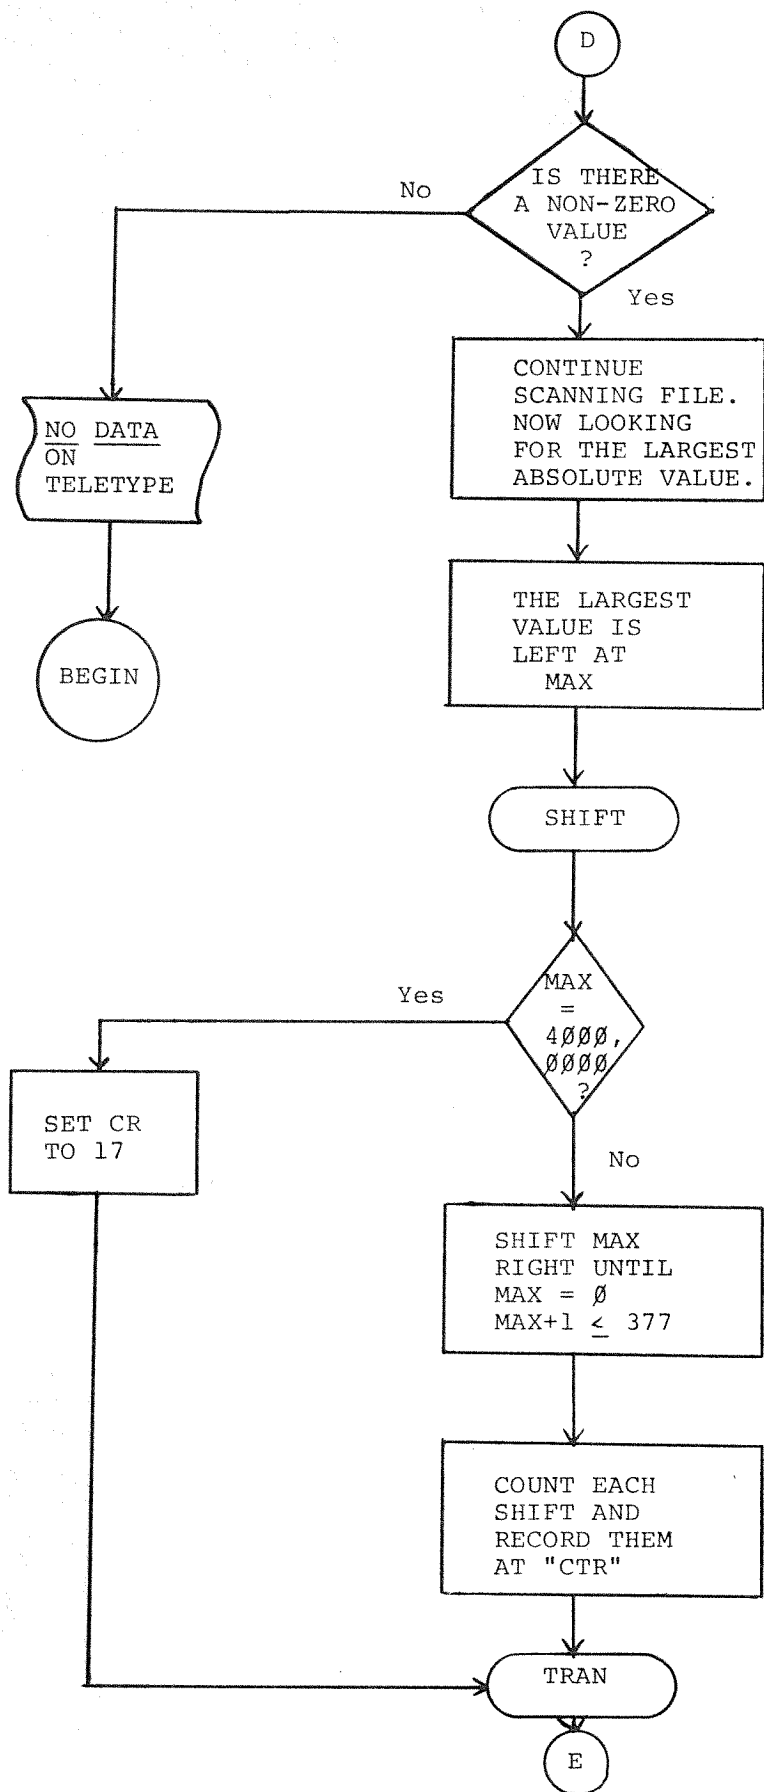 D
IS THERE
A NON-ZERO
VALUE
?
No
Yes
CONTINUE
SCANNING FILE.
NOW LOOKING
FOR THE LARGEST
ABSOLUTE VALUE.
NO DATA
ON
TELETYPE
THE LARGEST
VALUE IS
LEFT AT
MAX
BEGIN
SHIFT
MAX
=
4ØØØ,
ØØØØ
?
Yes
No
SET CR
TO 17
SHIFT MAX
RIGHT UNTIL
MAX = Ø
MAX+1 ≤ 377
COUNT EACH
SHIFT AND
RECORD THEM
AT "CTR"
TRAN
E